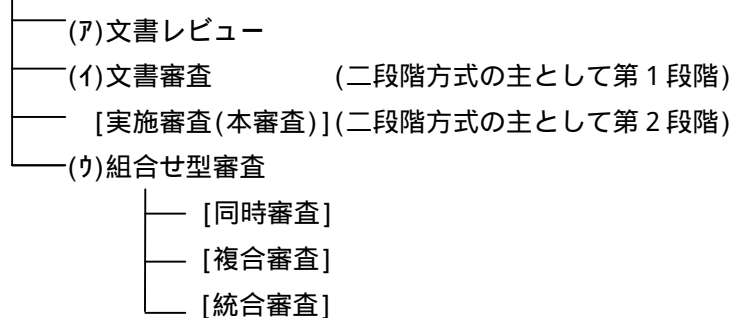 (ｱ)文書レビュー
(ｲ)文書審査 (二段階方式の主として第１段階)
[実施審査(本審査)](二段階方式の主として第２段階)
(ｳ)組合せ型審査
[同時審査]
[複合審査]
[統合審査]